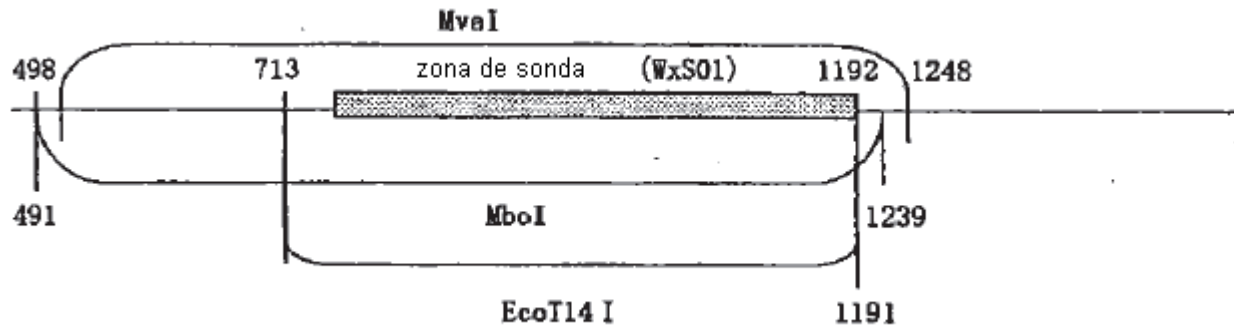 MvaI
498 713 zona de sonda (WxS01) 1192 1248
491 MboI 1239
EcoT14 I 1191